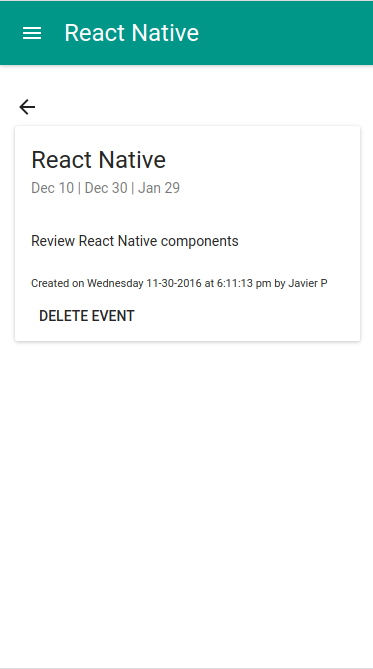 React Native
React Native
Dec 10 | Dec 30 | Jan 29
Review React Native components
Created on Wednesday 11-30-2016 at 6:11:13 pm by Javier P
DELETE EVENT